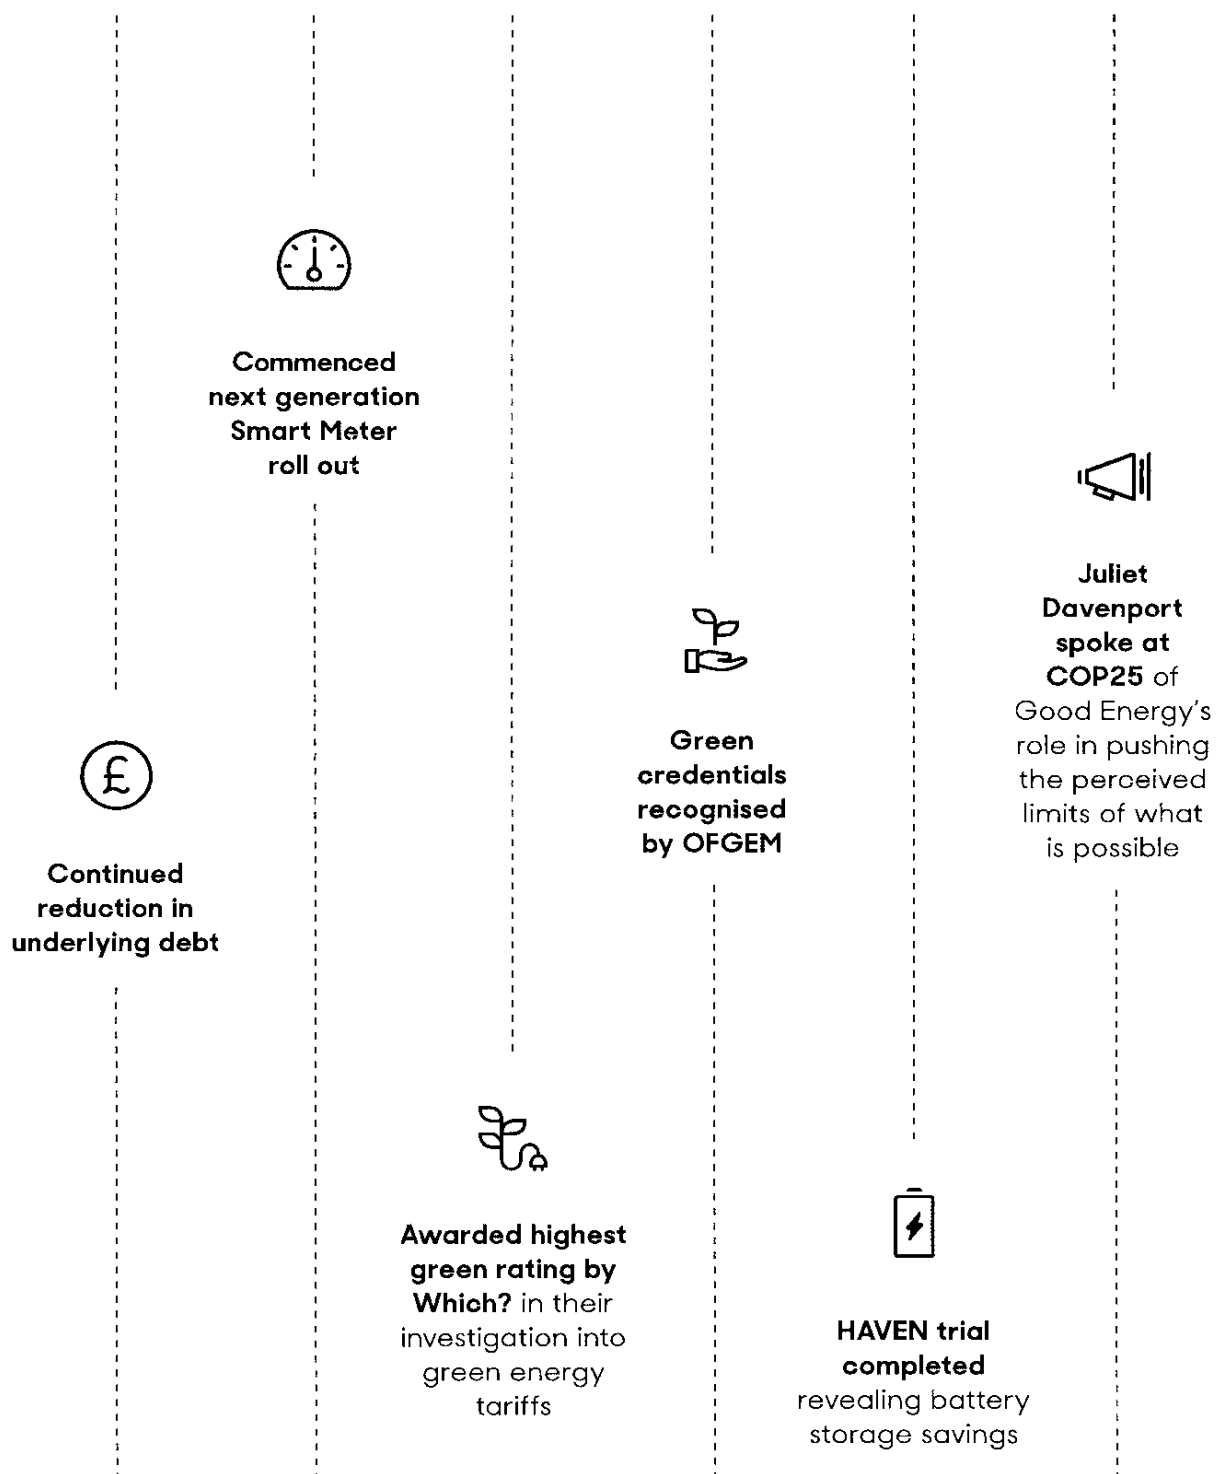 Continued
reduction in
underlying debt
Commenced
next generation
Smart Meter
roll out
Awarded highest
green rating by
Which? in their
investigation into
green energy
tariffs
Green
credentials
recognised
by OFGEM
HAVEN trial
completed
revealing battery
storage savings
Juliet
Davenport
spoke at
COP25 of
Good Energy's
role in pushing
the perceived
limits of what
is possible